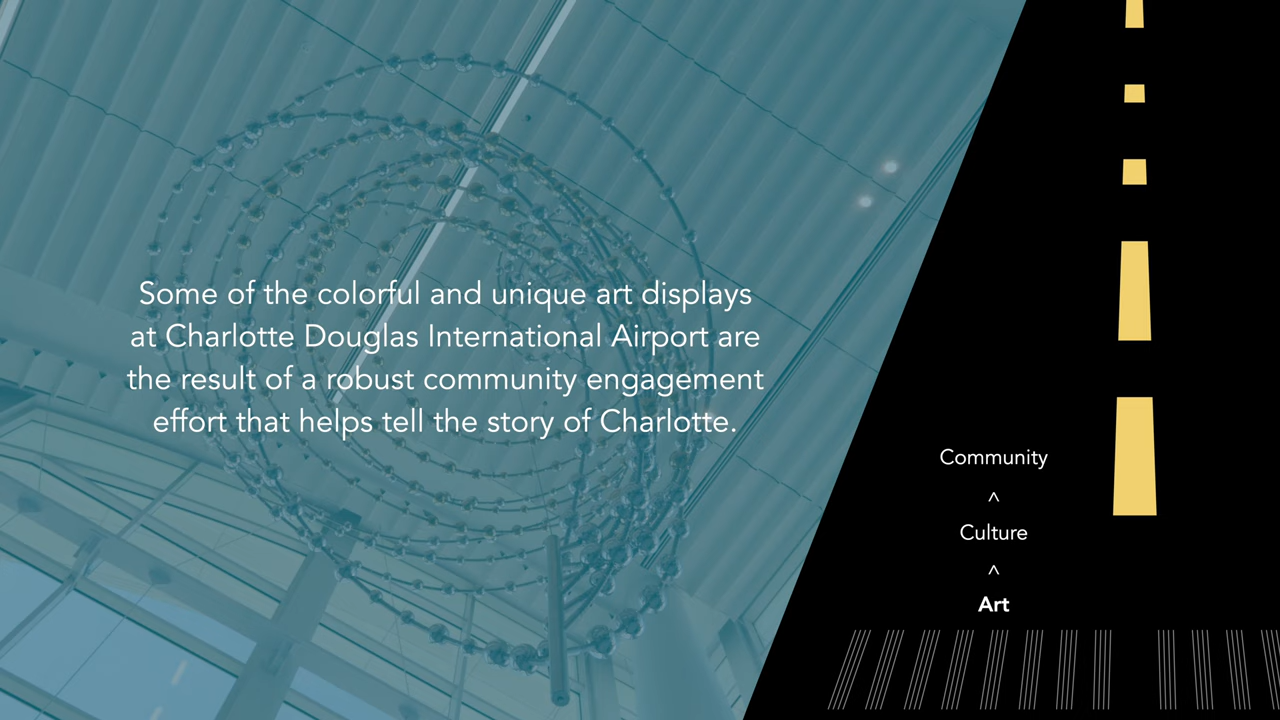 Some of the colorful and unique art displays
at Charlotte Douglas International Airport are
the result of a robust community engagement
effort that helps tell the story of Charlotte.
Community
^
Culture
^
Art